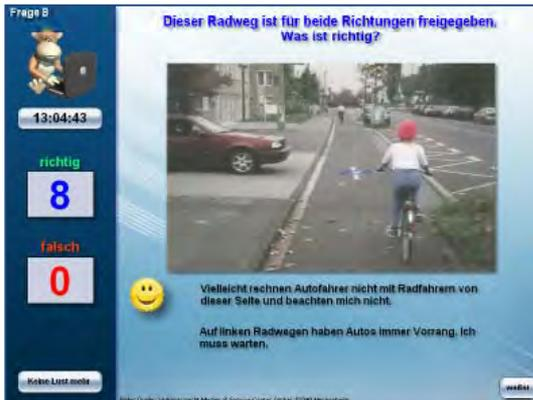 Frage 8
Dieser Radweg ist für beide Richtungen freigegeben.
Was ist richtig?
13:04:43
richtig
8
falsch
0
Vielleicht rechnen Autofahrer nicht mit Radfahrern von
dieser Seite und beachten mich nicht.
Auf linken Radwegen haben Autos immer Vorrang. Ich
muss warten.
Keine Lust mehr
weiter